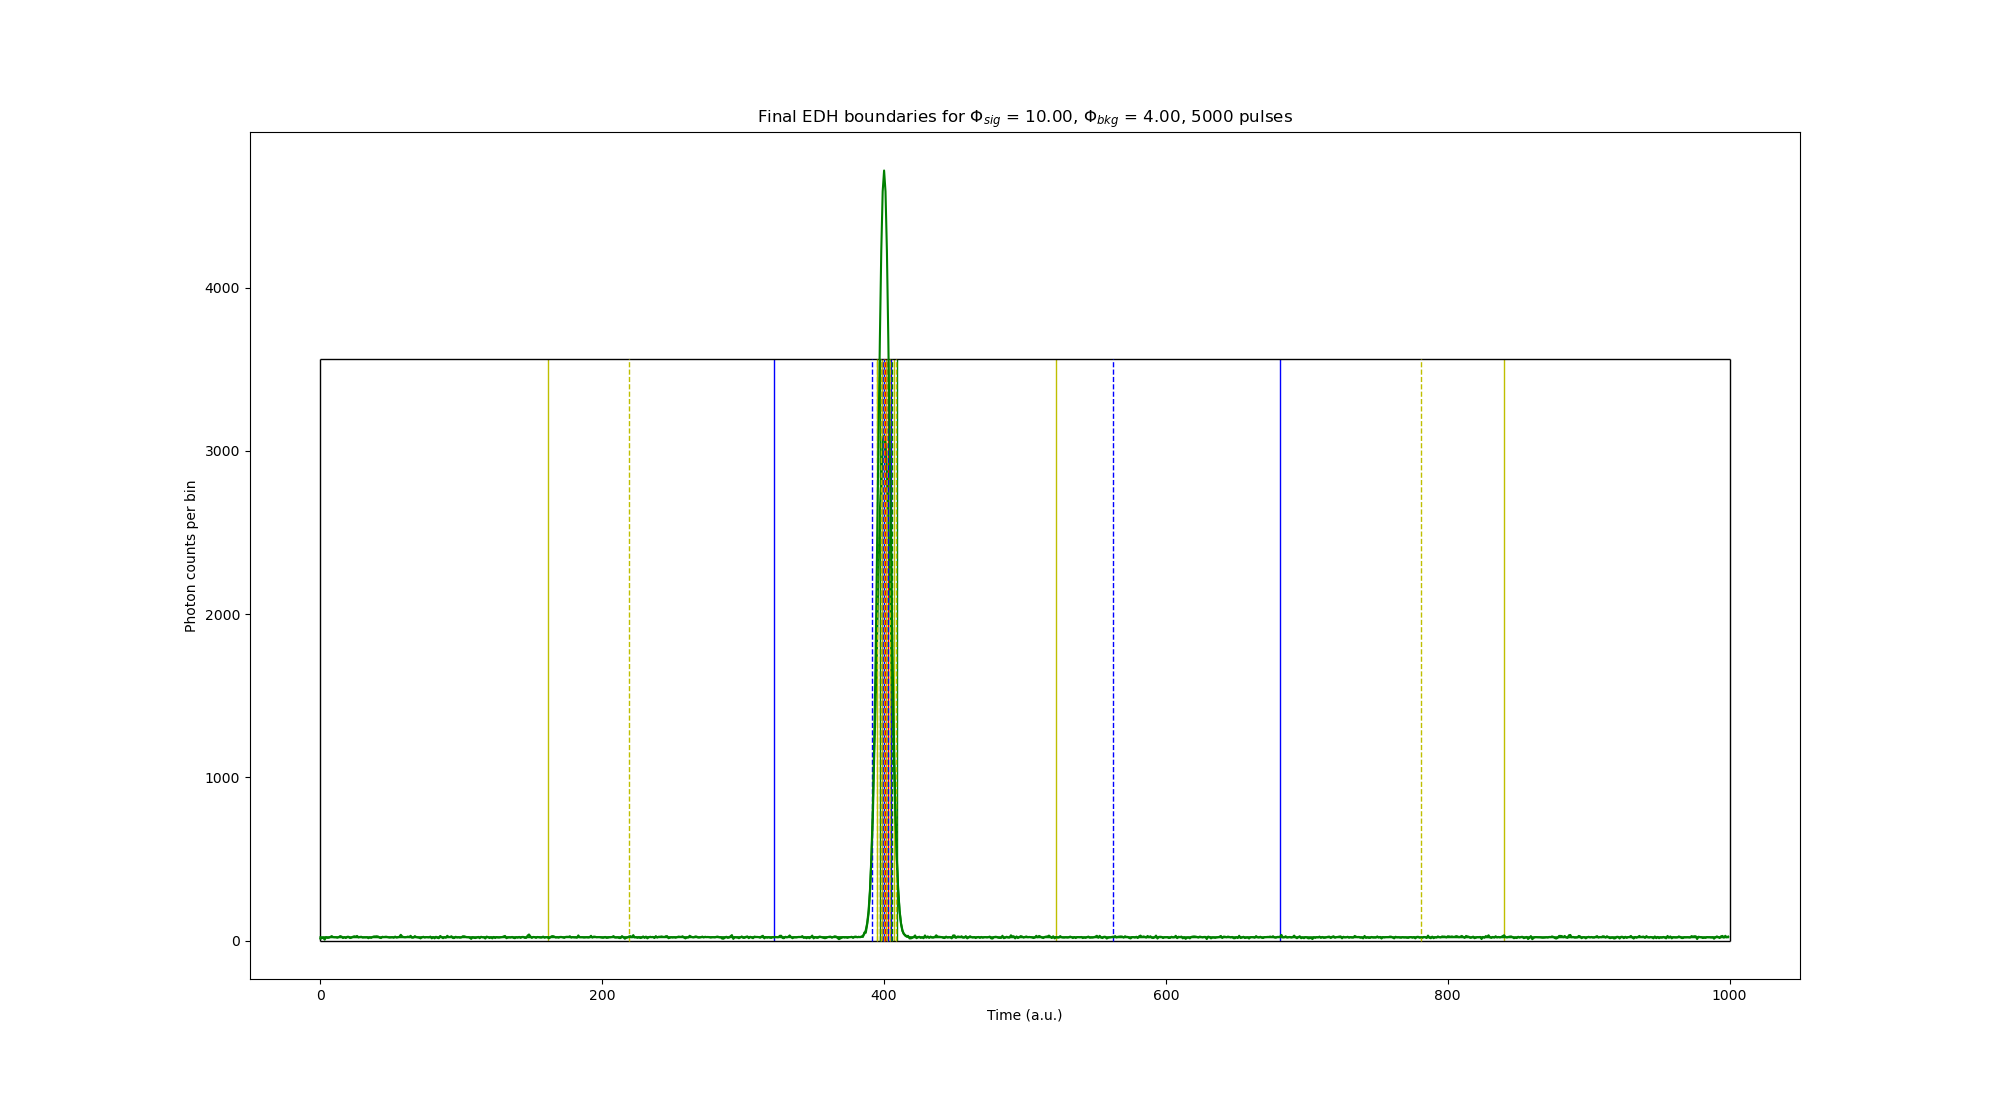 Final EDH boundaries for Φsig = 10.00, Φbkg = 4.00, 5000 pulses
Photon counts per bin
4000
3000
2000
1000
0
0 200 400 600 800 1000
Time (a.u.)